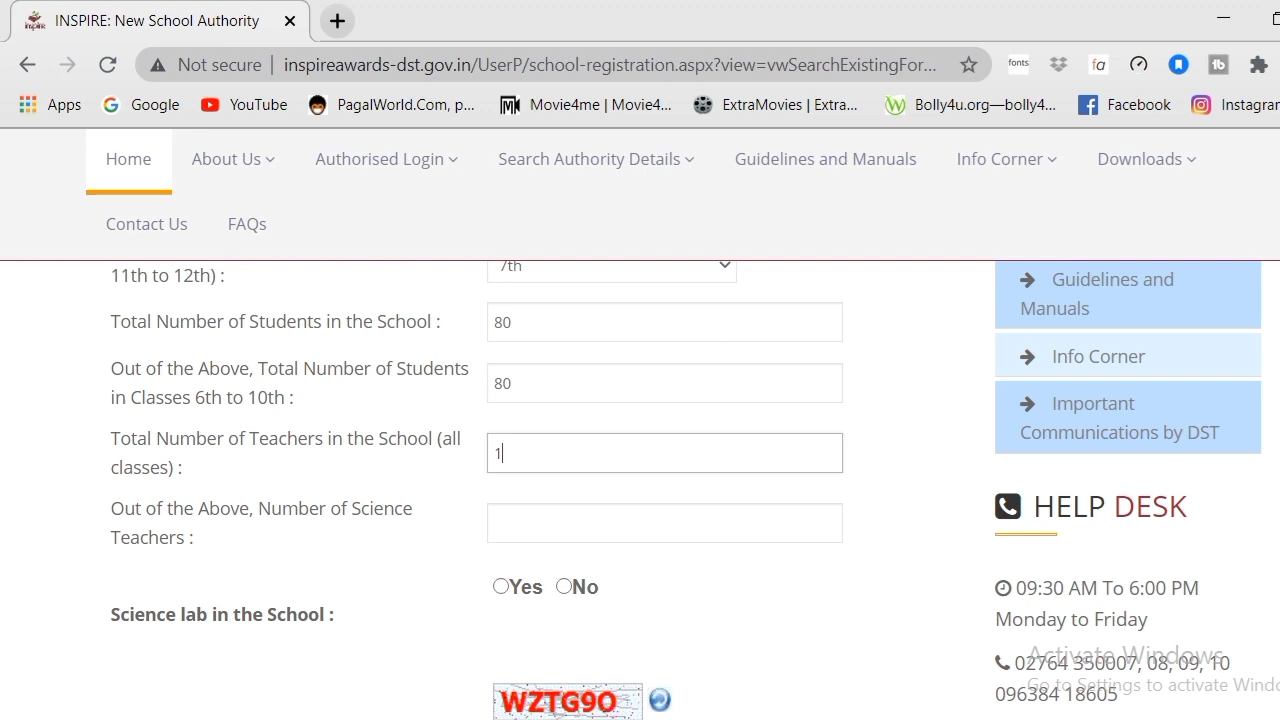 INSPIRE: New School Authority
Not secure | inspireawards-dst.gov.in/UserP/school-registration.aspx?view=vwSearchExistingFor...
fonts
fa
Apps Google YouTube PagalWorld.Com, p... Movie4me | Movie4... ExtraMovies | Extra... Bolly4u.org—bolly4... Facebook Instagrar
Home About Us Authorised Login Search Authority Details Guidelines and Manuals Info Corner Downloads
Contact Us FAQs
11th to 12th) : 7th
Total Number of Students in the School : 80
Out of the Above, Total Number of Students
in Classes 6th to 10th : 80
Total Number of Teachers in the School (all
classes) : 1
Out of the Above, Number of Science
Teachers :
Yes No
Science lab in the School :
WZTG9O
Guidelines and
Manuals
Info Corner
Important
Communications by DST
HELP DESK
09:30 AM To 6:00 PM
Monday to Friday
02764 350007, 08, 09, 10
096384 18605
Activate Windows
Go to Settings to activate Windo